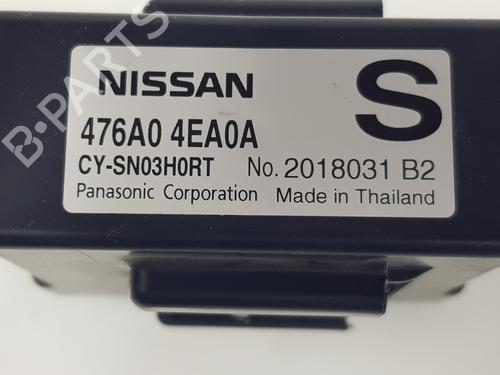 NISSAN
S
476A0 4EA0A
CY-SN03H0RT No. 2018031 B2
Panasonic Corporation Made in Thailand
B-PARTS